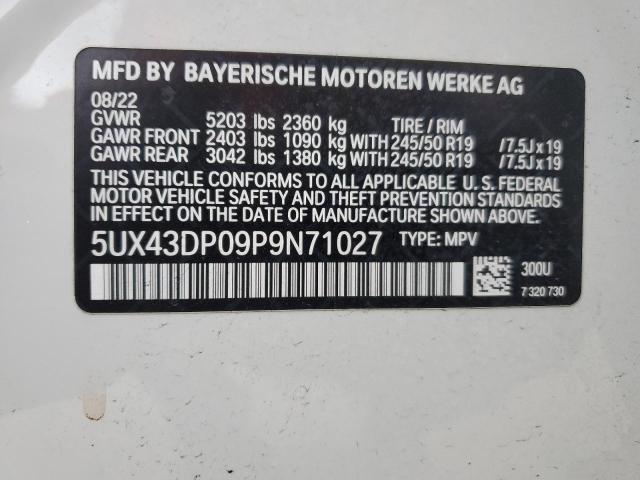 MFD BY BAYERISCHE MOTOREN WERKE AG
08/22
GVWR 5203 lbs 2360 kg TIRE / RIM
GAWR FRONT 2403 lbs 1090 kg WITH 245/50 R19 /7.5J x 19
GAWR REAR 3042 lbs 1380 kg WITH 245/50 R19 /7.5J x 19
THIS VEHICLE CONFORMS TO ALL APPLICABLE U. S. FEDERAL
MOTOR VEHICLE SAFETY AND THEFT PREVENTION STANDARDS
IN EFFECT ON THE DATE OF MANUFACTURE SHOWN ABOVE.
5UX43DP09P9N71027 TYPE: MPV
300U
7 320 730